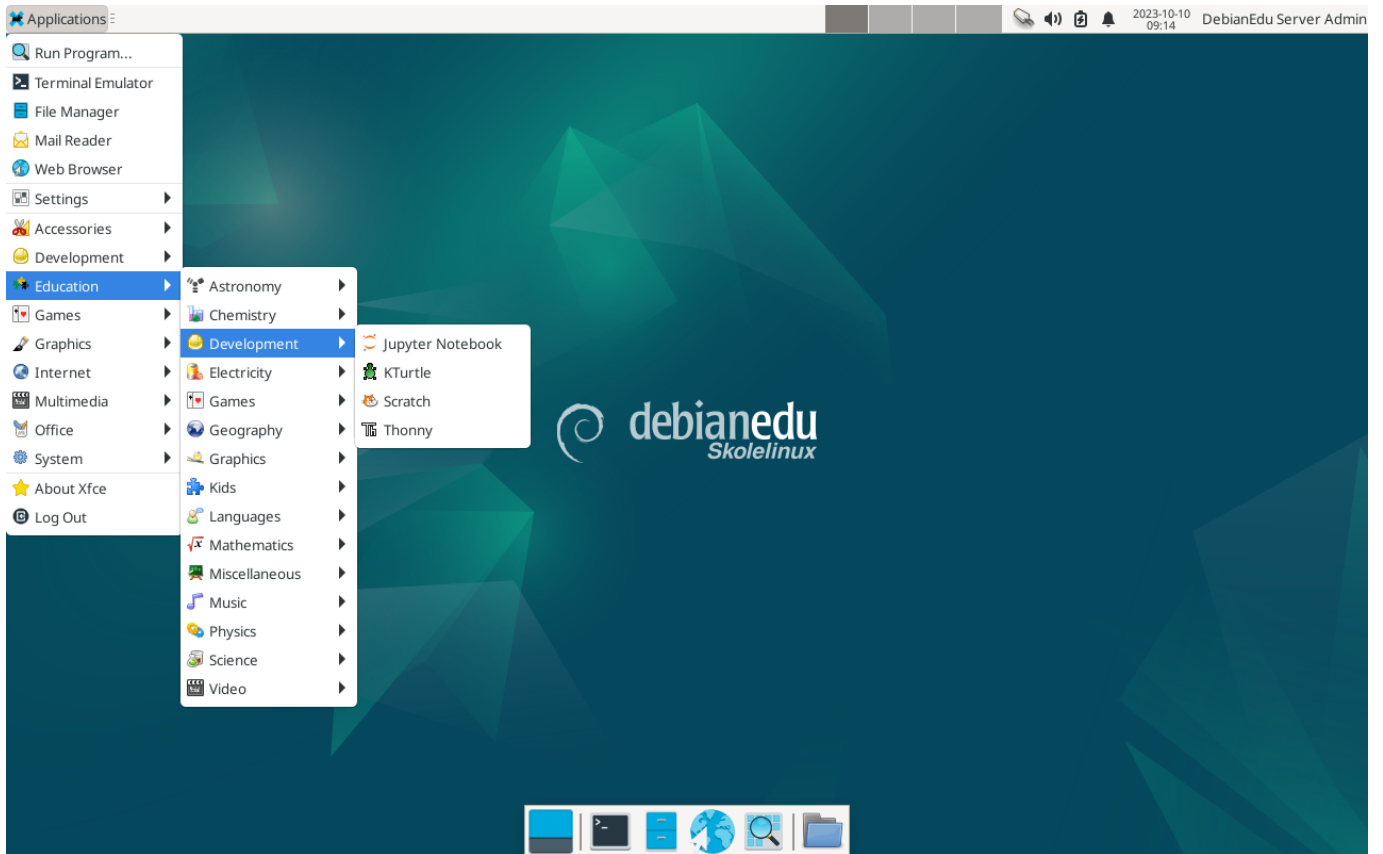 Applications
2023-10-10
09:14
DebianEdu Server Admin
Run Program...
Terminal Emulator
File Manager
Mail Reader
Web Browser
Settings
Accessories
Development
Education
Games
Graphics
Internet
Multimedia
Office
System
About Xfce
Log Out
Astronomy
Chemistry
Development
Electricity
Games
Geography
Graphics
Kids
Languages
Mathematics
Miscellaneous
Music
Physics
Science
Video
Jupyter Notebook
KTurtle
Scratch
Thonny
debianedu
Skolelinux